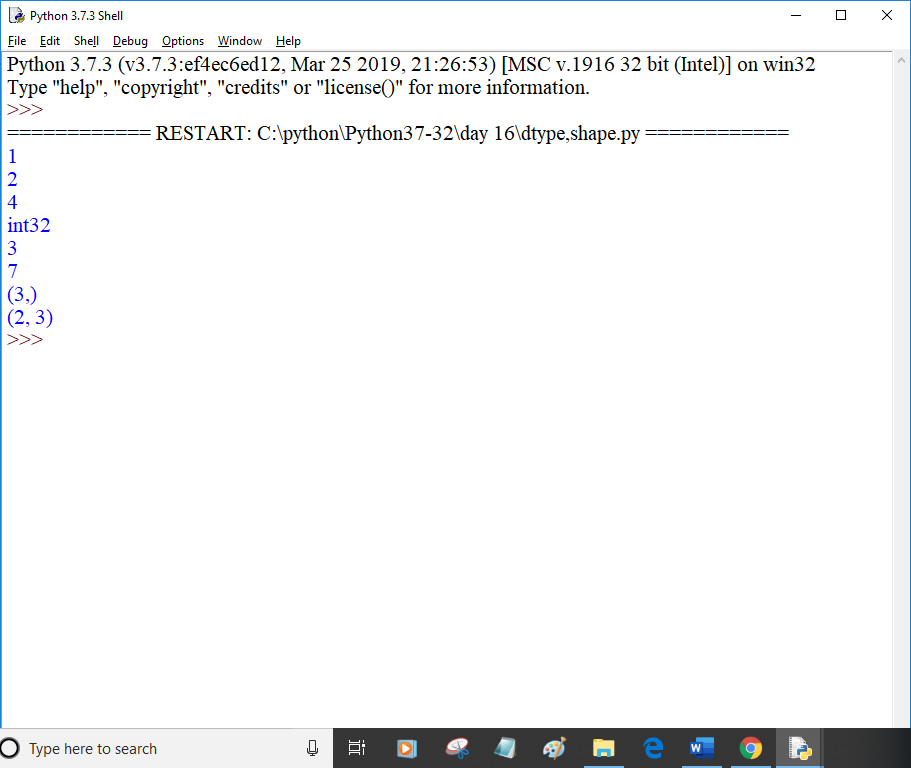 Python 3.7.3 Shell
File Edit Shell Debug Options Window Help
Python 3.7.3 (v3.7.3:ef4ec6ed12, Mar 25 2019, 21:26:53) [MSC v.1916 32 bit (Intel)] on win32
Type "help", "copyright", "credits" or "license()" for more information.
>>>
============ RESTART: C:\python\Python37-32\day 16\dtype,shape.py ============
1
2
4
int32
3
7
(3,)
(2, 3)
>>>
Type here to search